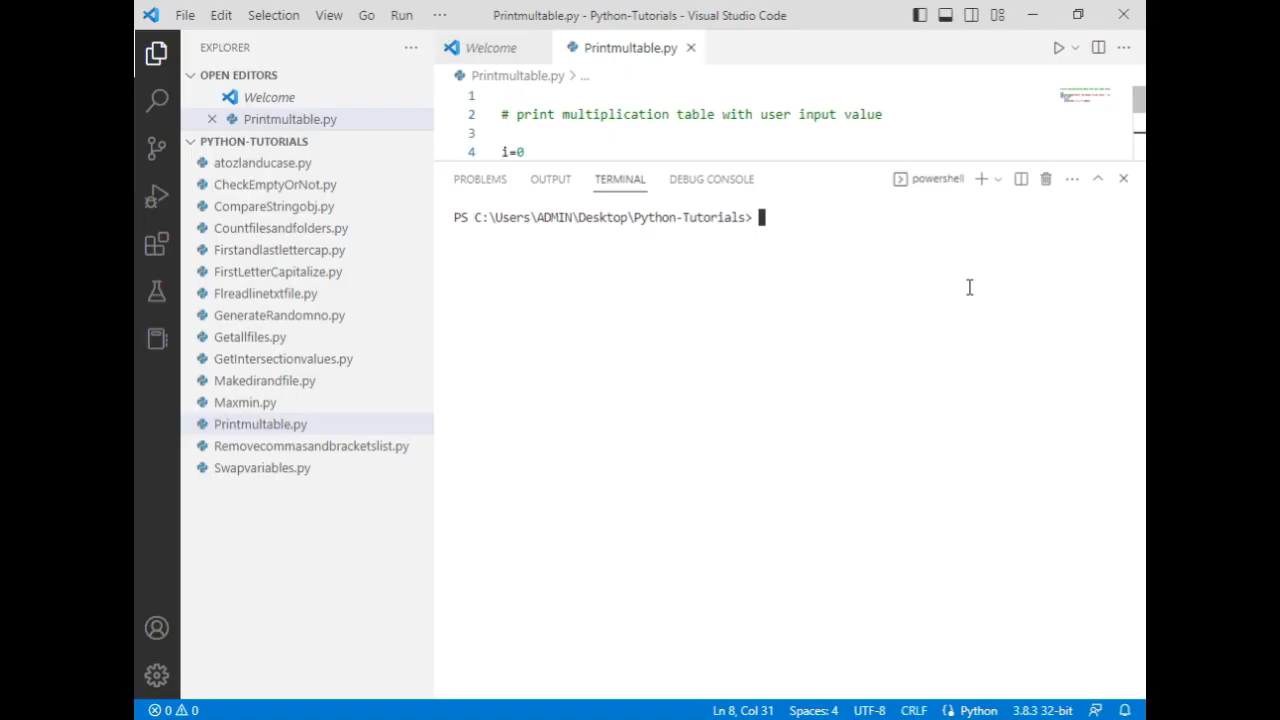 File Edit Selection View Go Run ··· Printmultable.py - Python-Tutorials - Visual Studio Code
EXPLORER ···
OPEN EDITORS
Welcome
Printmultable.py
PYTHON-TUTORIALS
atozlanducase.py
CheckEmptyOrNot.py
CompareStringobj.py
Countfilesandfolders.py
Firstandlastlettercap.py
FirstLetterCapitalize.py
Flreadlinetxtfile.py
GenerateRandomno.py
Getallfiles.py
GetIntersectionvalues.py
Makedirandfile.py
Maxmin.py
Printmultable.py
Removecommasandbracketslist.py
Swapvariables.py
Welcome Printmultable.py
Printmultable.py > ...
1
2 # print multiplication table with user input value
3
4 i=0
PROBLEMS OUTPUT TERMINAL DEBUG CONSOLE powershell
PS C:\Users\ADMIN\Desktop\Python-Tutorials>
0 0 Ln 8, Col 31 Spaces: 4 UTF-8 CRLF Python 3.8.3 32-bit